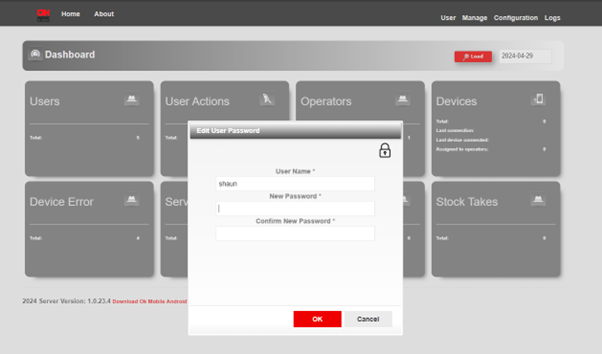 OK
Home About
User Manage Configuration Logs
Dashboard
Load 2024-04-29
Users
Total: 5
User Actions
Total:
Operators
1
Devices
Total: 0
Last connection:
Last device connected:
Assigned to operators: 0
Edit User Password
User Name *
shaun
New Password *
Confirm New Password *
OK Cancel
Device Error
Total: 4
Serv
Total:
0
Stock Takes
Total: 0
2024 Server Version: 1.0.23.4 Download Ok Mobile Android